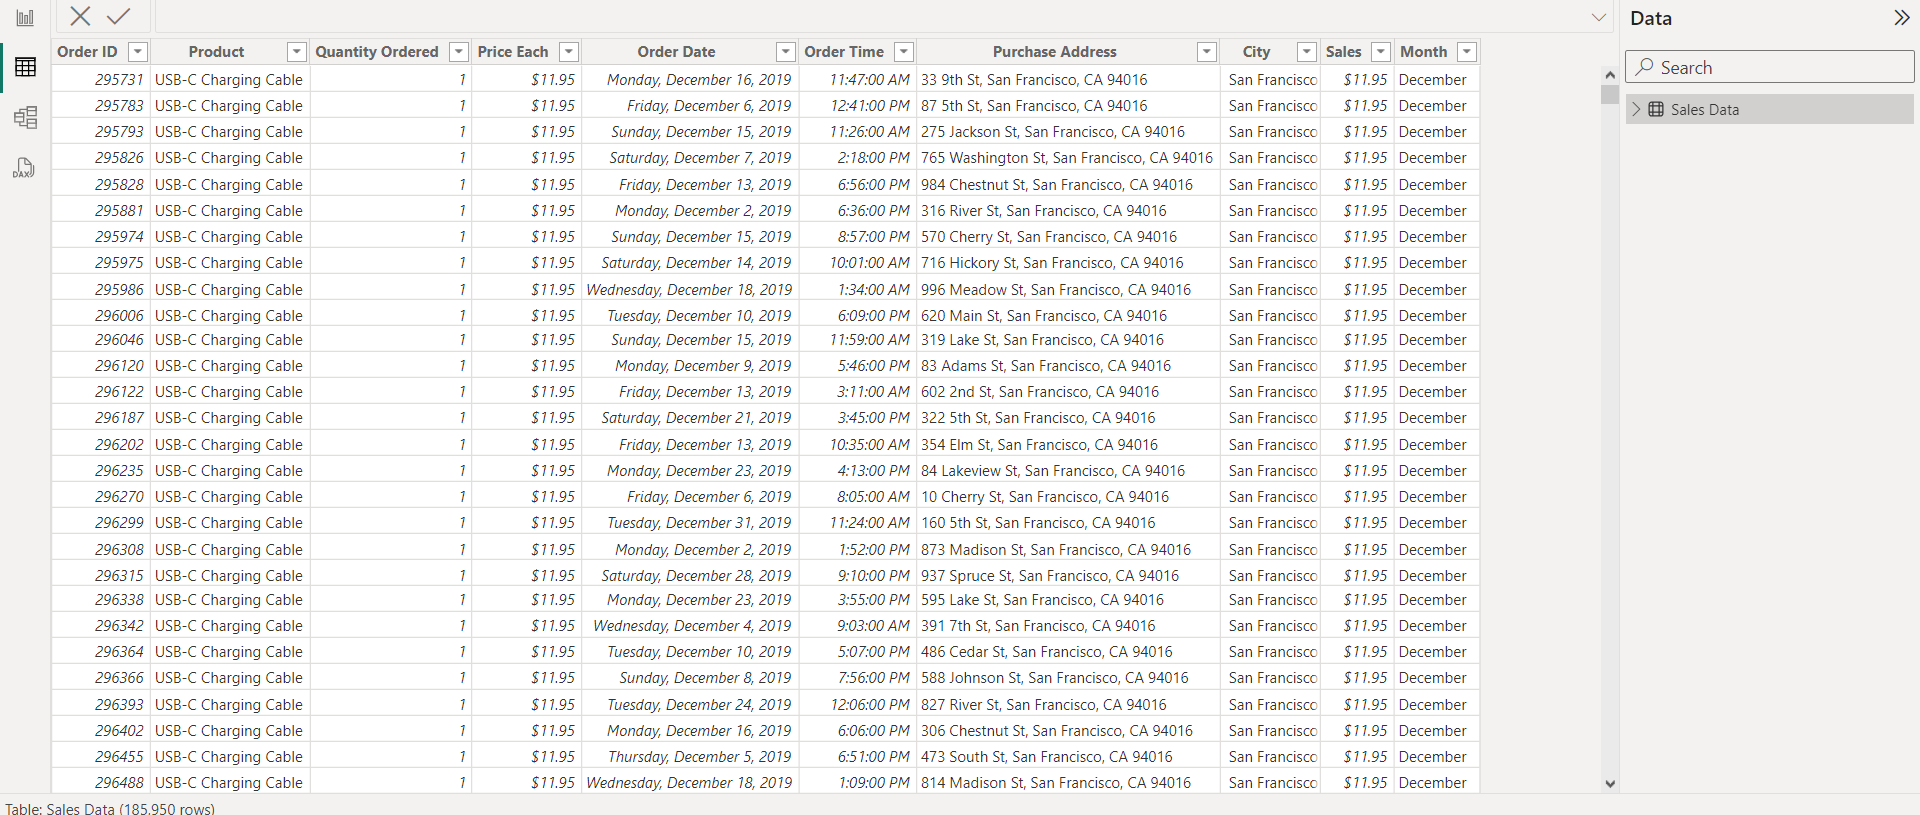 Data
Order ID Product Quantity Ordered Price Each Order Date Order Time Purchase Address City Sales Month
Search
Sales Data
295731 USB-C Charging Cable 1 $11.95 Monday, December 16, 2019 11:47:00 AM 33 9th St, San Francisco, CA 94016 San Francisco $11.95 December
295783 USB-C Charging Cable 1 $11.95 Friday, December 6, 2019 12:41:00 PM 87 5th St, San Francisco, CA 94016 San Francisco $11.95 December
295793 USB-C Charging Cable 1 $11.95 Sunday, December 15, 2019 11:26:00 AM 275 Jackson St, San Francisco, CA 94016 San Francisco $11.95 December
295826 USB-C Charging Cable 1 $11.95 Saturday, December 7, 2019 2:18:00 PM 765 Washington St, San Francisco, CA 94016 San Francisco $11.95 December
295828 USB-C Charging Cable 1 $11.95 Friday, December 13, 2019 6:56:00 PM 984 Chestnut St, San Francisco, CA 94016 San Francisco $11.95 December
295881 USB-C Charging Cable 1 $11.95 Monday, December 2, 2019 6:36:00 PM 316 River St, San Francisco, CA 94016 San Francisco $11.95 December
295974 USB-C Charging Cable 1 $11.95 Sunday, December 15, 2019 8:57:00 PM 570 Cherry St, San Francisco, CA 94016 San Francisco $11.95 December
295975 USB-C Charging Cable 1 $11.95 Saturday, December 14, 2019 10:01:00 AM 716 Hickory St, San Francisco, CA 94016 San Francisco $11.95 December
295986 USB-C Charging Cable 1 $11.95 Wednesday, December 18, 2019 1:34:00 AM 996 Meadow St, San Francisco, CA 94016 San Francisco $11.95 December
296006 USB-C Charging Cable 1 $11.95 Tuesday, December 10, 2019 6:09:00 PM 620 Main St, San Francisco, CA 94016 San Francisco $11.95 December
296046 USB-C Charging Cable 1 $11.95 Sunday, December 15, 2019 11:59:00 AM 319 Lake St, San Francisco, CA 94016 San Francisco $11.95 December
296120 USB-C Charging Cable 1 $11.95 Monday, December 9, 2019 5:46:00 PM 83 Adams St, San Francisco, CA 94016 San Francisco $11.95 December
296122 USB-C Charging Cable 1 $11.95 Friday, December 13, 2019 3:11:00 AM 602 2nd St, San Francisco, CA 94016 San Francisco $11.95 December
296187 USB-C Charging Cable 1 $11.95 Saturday, December 21, 2019 3:45:00 PM 322 5th St, San Francisco, CA 94016 San Francisco $11.95 December
296202 USB-C Charging Cable 1 $11.95 Friday, December 13, 2019 10:35:00 AM 354 Elm St, San Francisco, CA 94016 San Francisco $11.95 December
296235 USB-C Charging Cable 1 $11.95 Monday, December 23, 2019 4:13:00 PM 84 Lakeview St, San Francisco, CA 94016 San Francisco $11.95 December
296270 USB-C Charging Cable 1 $11.95 Friday, December 6, 2019 8:05:00 AM 10 Cherry St, San Francisco, CA 94016 San Francisco $11.95 December
296299 USB-C Charging Cable 1 $11.95 Tuesday, December 31, 2019 11:24:00 AM 160 5th St, San Francisco, CA 94016 San Francisco $11.95 December
296308 USB-C Charging Cable 1 $11.95 Monday, December 2, 2019 1:52:00 PM 873 Madison St, San Francisco, CA 94016 San Francisco $11.95 December
296315 USB-C Charging Cable 1 $11.95 Saturday, December 28, 2019 9:10:00 PM 937 Spruce St, San Francisco, CA 94016 San Francisco $11.95 December
296338 USB-C Charging Cable 1 $11.95 Monday, December 23, 2019 3:55:00 PM 595 Lake St, San Francisco, CA 94016 San Francisco $11.95 December
296342 USB-C Charging Cable 1 $11.95 Wednesday, December 4, 2019 9:03:00 AM 391 7th St, San Francisco, CA 94016 San Francisco $11.95 December
296364 USB-C Charging Cable 1 $11.95 Tuesday, December 10, 2019 5:07:00 PM 486 Cedar St, San Francisco, CA 94016 San Francisco $11.95 December
296366 USB-C Charging Cable 1 $11.95 Sunday, December 8, 2019 7:56:00 PM 588 Johnson St, San Francisco, CA 94016 San Francisco $11.95 December
296393 USB-C Charging Cable 1 $11.95 Tuesday, December 24, 2019 12:06:00 PM 827 River St, San Francisco, CA 94016 San Francisco $11.95 December
296402 USB-C Charging Cable 1 $11.95 Monday, December 16, 2019 6:06:00 PM 306 Chestnut St, San Francisco, CA 94016 San Francisco $11.95 December
296455 USB-C Charging Cable 1 $11.95 Thursday, December 5, 2019 6:51:00 PM 473 South St, San Francisco, CA 94016 San Francisco $11.95 December
296488 USB-C Charging Cable 1 $11.95 Wednesday, December 18, 2019 1:09:00 PM 814 Madison St, San Francisco, CA 94016 San Francisco $11.95 December
DAX
Table: Sales Data (185,950 rows)